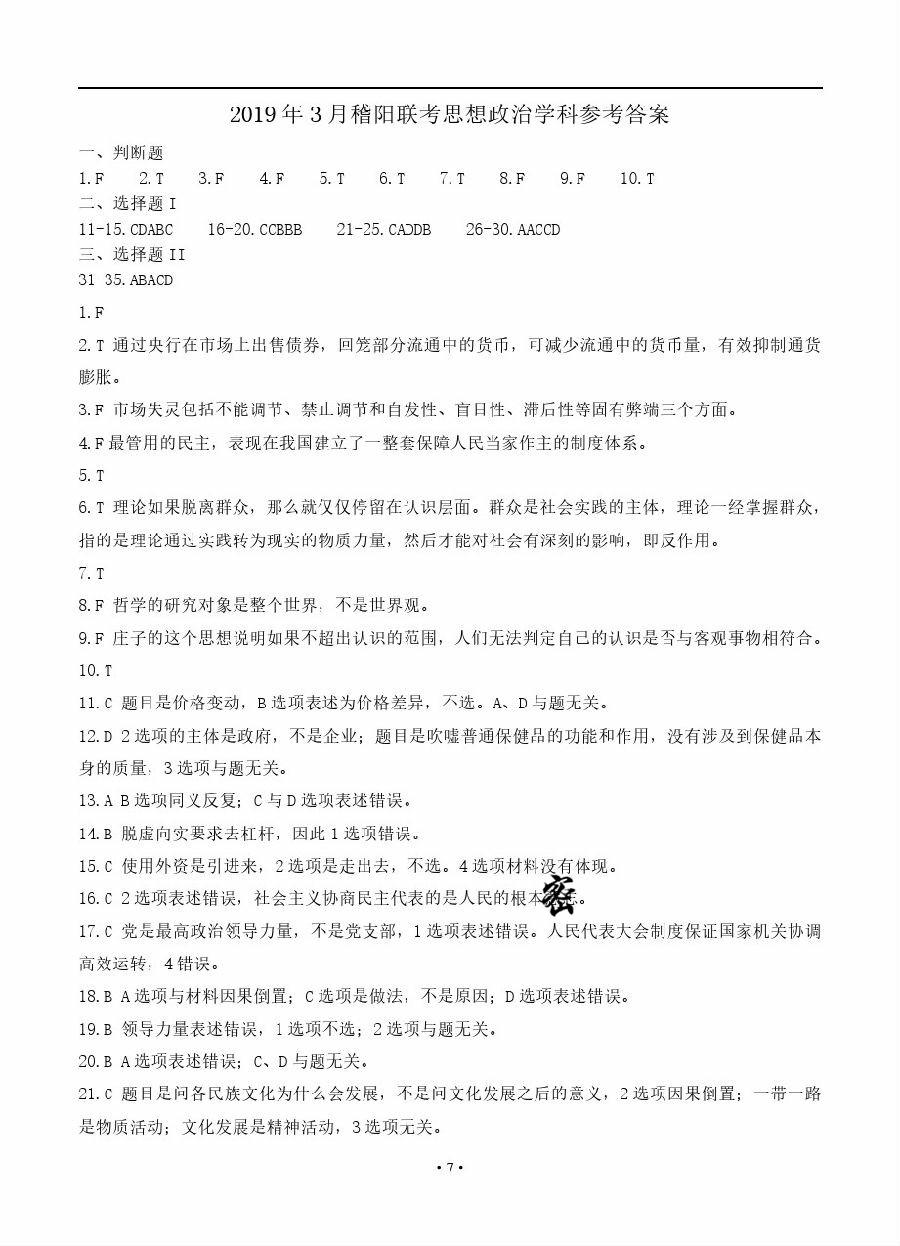 2019 年 3 月稽阳联考思想政治学科参考答案
一、判断题
1.F 2.T 3.F 4.F 5.T 6.T 7.T 8.F 9.F 10.T
二、选择题 I
11-15.CDABC 16-20.CCBBB 21-25.CADDB 26-30.AACCD
三、选择题 II
31 35.ABACD
1.F
2.T 通过央行在市场上出售债券，回笼部分流通中的货币，可减少流通中的货币量，有效抑制通货
膨胀。
3.F 市场失灵包括不能调节、禁止调节和自发性、盲目性、滞后性等固有弊端三个方面。
4.F 最管用的民主，表现在我国建立了一整套保障人民当家作主的制度体系。
5.T
6.T 理论如果脱离群众，那么就仅仅停留在认识层面。群众是社会实践的主体，理论一经掌握群众，
指的是理论通过实践转为现实的物质力量，然后才能对社会有深刻的影响，即反作用。
7.T
8.F 哲学的研究对象是整个世界，不是世界观。
9.F 庄子的这个思想说明如果不超出认识的范围，人们无法判定自己的认识是否与客观事物相符合。
10.T
11.C 题目是价格变动，B 选项表述为价格差异，不选。A、D 与题无关。
12.D 2 选项的主体是政府，不是企业；题目是吹嘘普通保健品的功能和作用，没有涉及到保健品本
身的质量，3 选项与题无关。
13.A B 选项同义反复；C 与 D 选项表述错误。
14.B 脱虚向实要求去杠杆，因此 1 选项错误。
15.C 使用外资是引进来，2 选项是走出去，不选。4 选项材料没有体现。
16.C 2 选项表述错误，社会主义协商民主代表的是人民的根本 密 。
17.C 党是最高政治领导力量，不是党支部，1 选项表述错误。人民代表大会制度保证国家机关协调
高效运转，4 错误。
18.B A 选项与材料因果倒置；C 选项是做法，不是原因；D 选项表述错误。
19.B 领导力量表述错误，1 选项不选；2 选项与题无关。
20.B A 选项表述错误；C、D 与题无关。
21.C 题目是问各民族文化为什么会发展，不是问文化发展之后的意义，2 选项因果倒置；一带一路
是物质活动；文化发展是精神活动，3 选项无关。
• 7 •